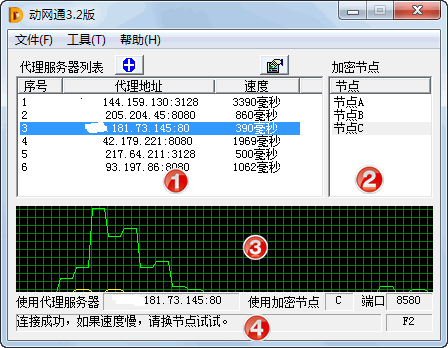 动网通3.2版
文件(F) 工具(T) 帮助(H)
代理服务器列表 加密节点
序号 代理地址 速度 节点
1 144.159.130:3128 3390毫秒 节点A
2 205.204.45:8080 860毫秒 节点B
3 181.73.145:80 390毫秒 节点C
4 42.179.221:8080 1969毫秒
5 217.64.211:3128 500毫秒
6 93.197.86:8080 1062毫秒
1 2
3
使用代理服务器 181.73.145:80 使用加密节点 C 端口 8580
连接成功，如果速度慢，请换节点试试。 4 F2